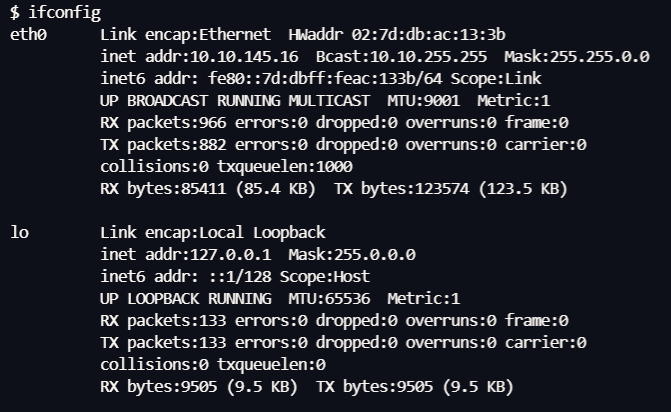 $ ifconfig
eth0      Link encap:Ethernet  HWaddr 02:7d:db:ac:13:3b
          inet addr:10.10.145.16  Bcast:10.10.255.255  Mask:255.255.0.0
          inet6 addr: fe80::7d:dbff:feac:133b/64 Scope:Link
          UP BROADCAST RUNNING MULTICAST  MTU:9001  Metric:1
          RX packets:966 errors:0 dropped:0 overruns:0 frame:0
          TX packets:882 errors:0 dropped:0 overruns:0 carrier:0
          collisions:0 txqueuelen:1000
          RX bytes:85411 (85.4 KB)  TX bytes:123574 (123.5 KB)

lo        Link encap:Local Loopback
          inet addr:127.0.0.1  Mask:255.0.0.0
          inet6 addr: ::1/128 Scope:Host
          UP LOOPBACK RUNNING  MTU:65536  Metric:1
          RX packets:133 errors:0 dropped:0 overruns:0 frame:0
          TX packets:133 errors:0 dropped:0 overruns:0 carrier:0
          collisions:0 txqueuelen:0
          RX bytes:9505 (9.5 KB)  TX bytes:9505 (9.5 KB)